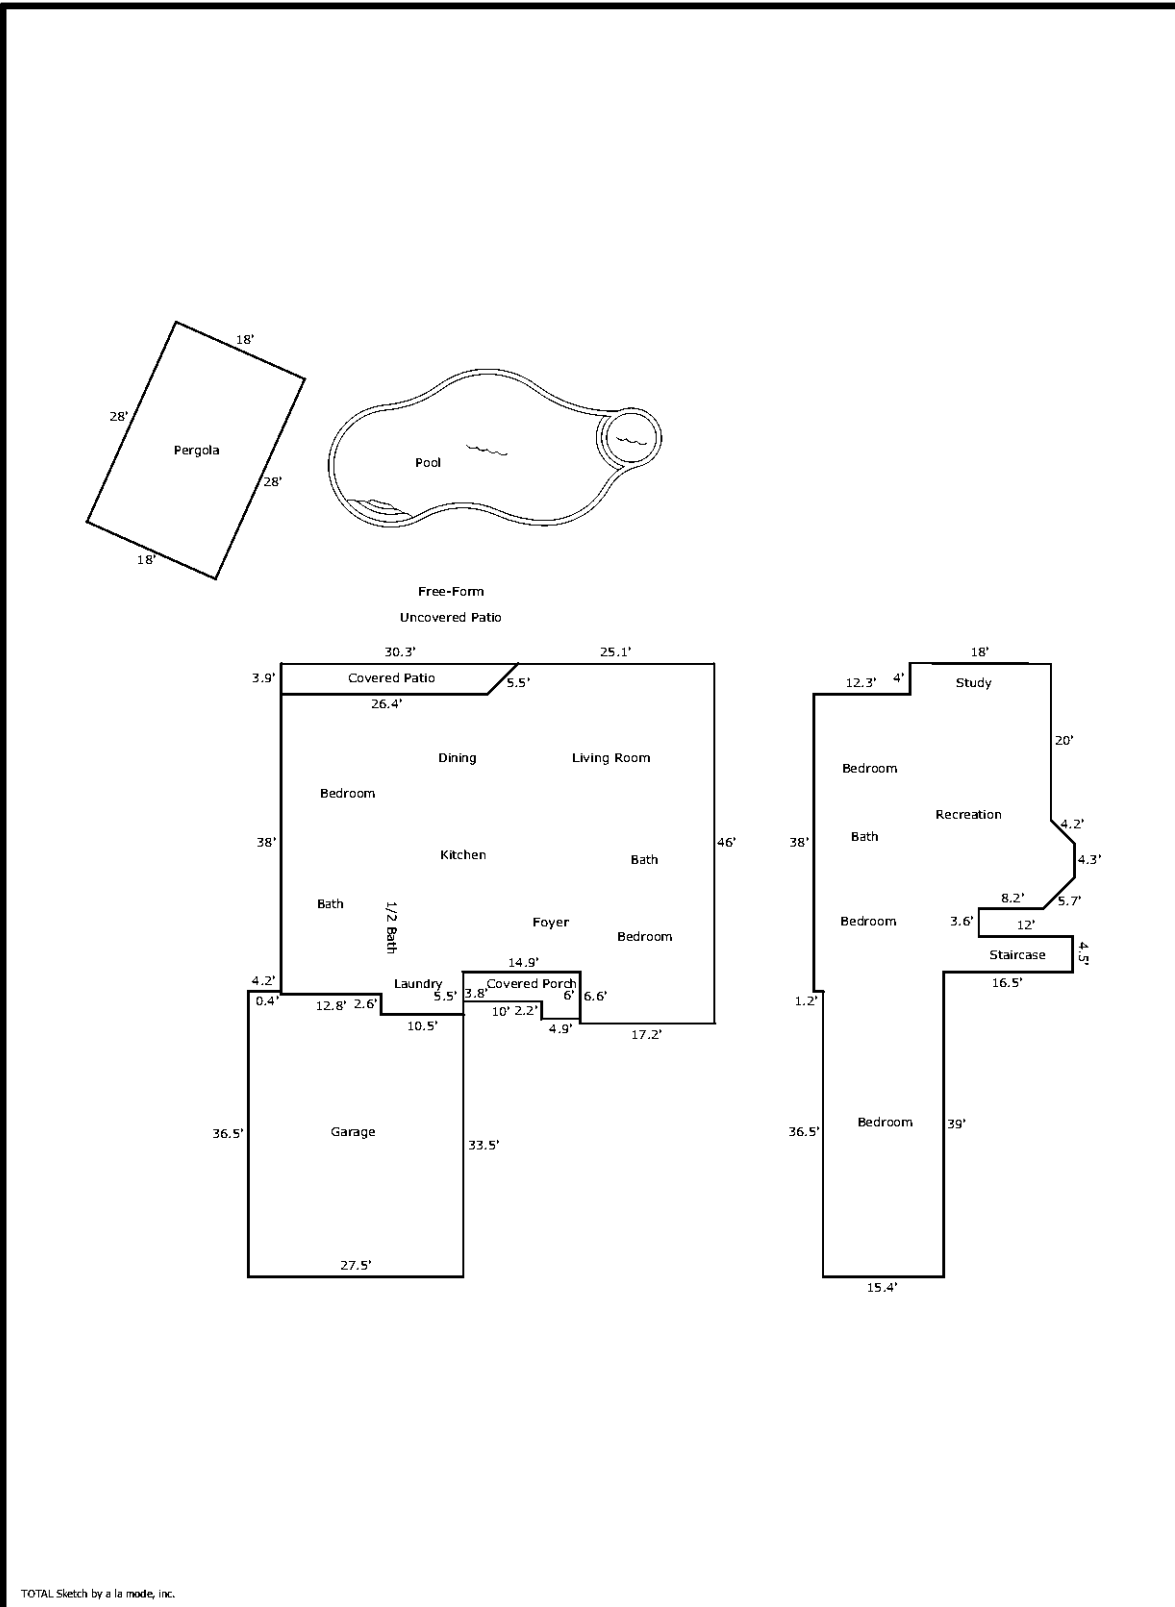 18'
28'
Pergola
28'
18'
Pool
Free-Form
Uncovered Patio
30.3'
25.1'
3.9'
Covered Patio
5.5'
26.4'
Dining
Living Room
Bedroom
38'
Kitchen
Bath
46'
Bath
1/2 Bath
Foyer
Bedroom
14.9'
4.2'
Laundry
Covered Porch
0.4'
12.8'
2.6'
5.5'
3.8'
10'
2.2'
6'
6.6'
10.5'
4.9'
17.2'
36.5'
Garage
33.5'
27.5'
18'
12.3'
4'
Study
20'
Bedroom
Recreation
4.2'
38'
Bath
4.3'
8.2'
5.7'
Bedroom
3.6'
12'
Staircase
4.5'
16.5'
1.2'
36.5'
Bedroom
39'
15.4'
TOTAL Sketch by a la mode, inc.